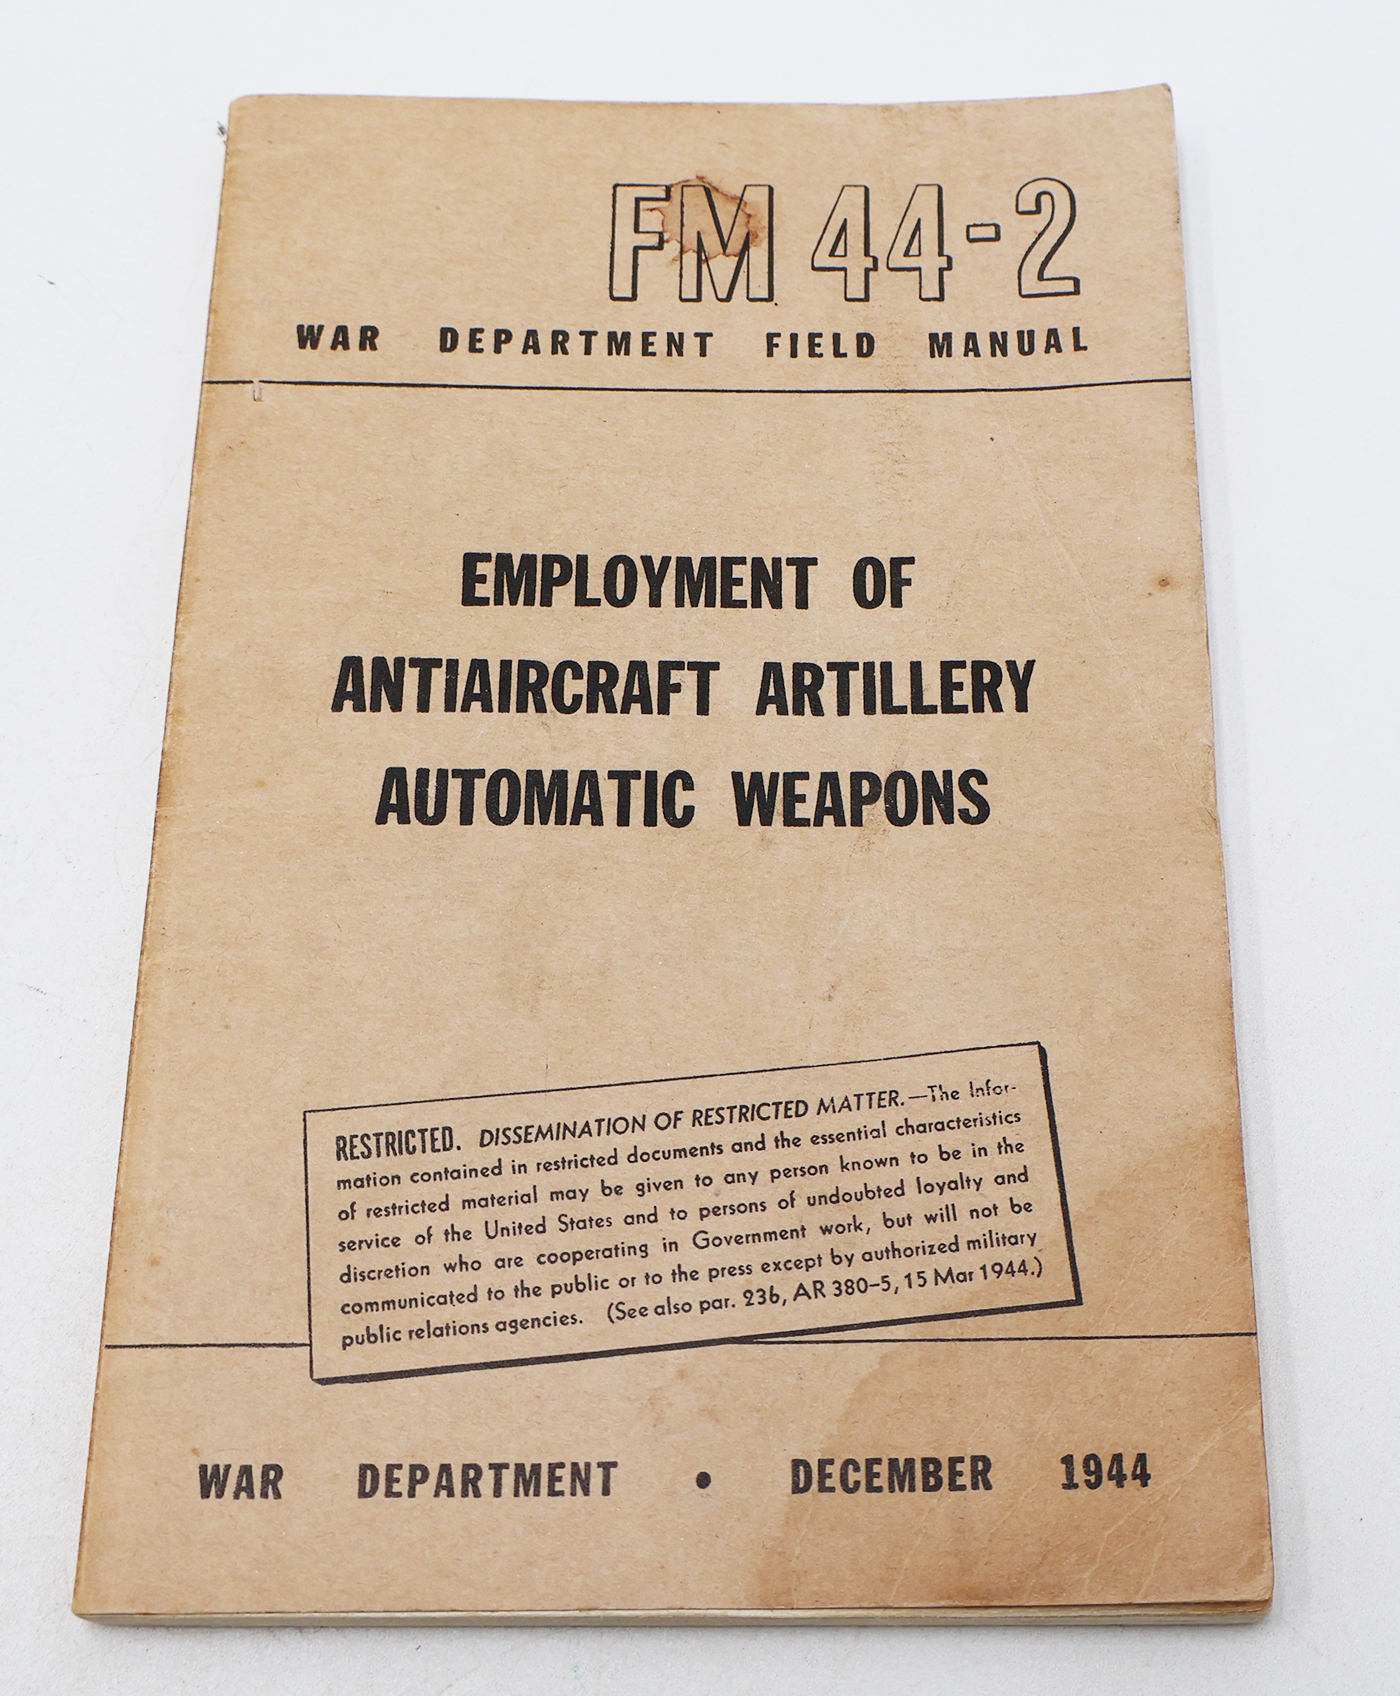 FM 44-2
WAR DEPARTMENT FIELD MANUAL
EMPLOYMENT OF
ANTIAIRCRAFT ARTILLERY
AUTOMATIC WEAPONS
RESTRICTED. DISSEMINATION OF RESTRICTED MATTER.—The Infor-
mation contained in restricted documents and the essential characteristics
of restricted material may be given to any person known to be in the
service of the United States and to persons of undoubted loyalty and
discretion who are cooperating in Government work, but will not be
communicated to the public or to the press except by authorized military
public relations agencies. (See also par. 23b, AR 380-5, 15 Mar 1944.)
WAR DEPARTMENT • DECEMBER 1944